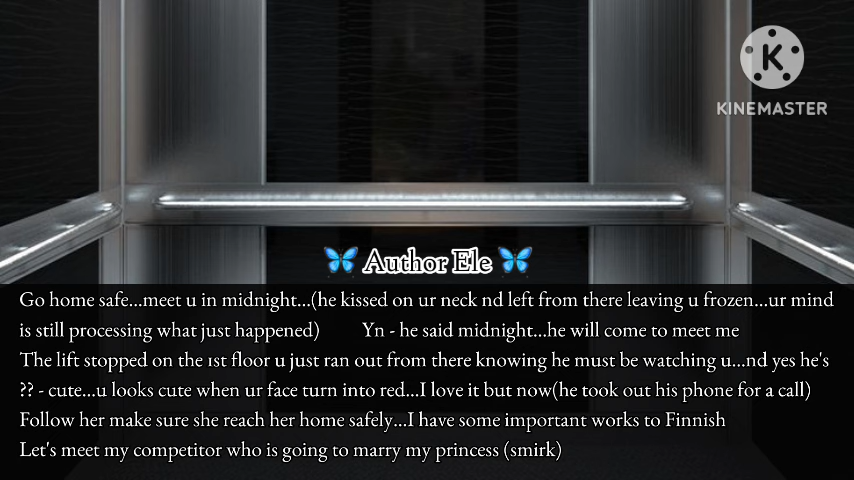 KINEMASTER
🦋 Author Ele 🦋
Go home safe...meet u in midnight...(he kissed on ur neck nd left from there leaving u frozen...ur mind
is still processing what just happened) Yn - he said midnight...he will come to meet me
The lift stopped on the 1st floor u just ran out from there knowing he must be watching u...nd yes he's
?? - cute...u looks cute when ur face turn into red...I love it but now(he took out his phone for a call)
Follow her make sure she reach her home safely...I have some important works to Finnish
Let's meet my competitor who is going to marry my princess (smirk)